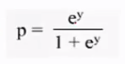 p = e^y / (1 + e^y)